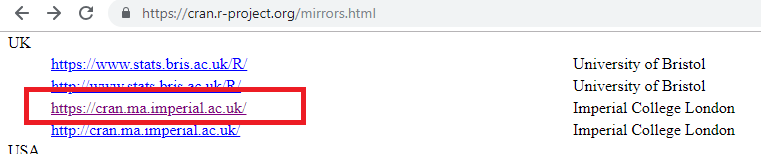 https://cran.r-project.org/mirrors.html
UK
https://www.stats.bris.ac.uk/R/ University of Bristol
http://www.stats.bris.ac.uk/R/ University of Bristol
https://cran.ma.imperial.ac.uk/ Imperial College London
http://cran.ma.imperial.ac.uk/ Imperial College London
USA